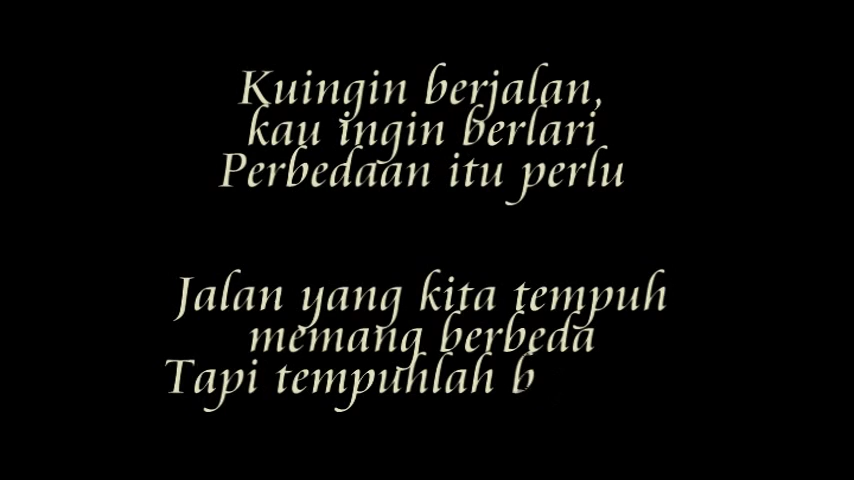 Kuingin berjalan,
kau ingin berlari
Perbedaan itu perlu
Jalan yang kita tempuh
memang berbeda
Tapi tempuhlah b